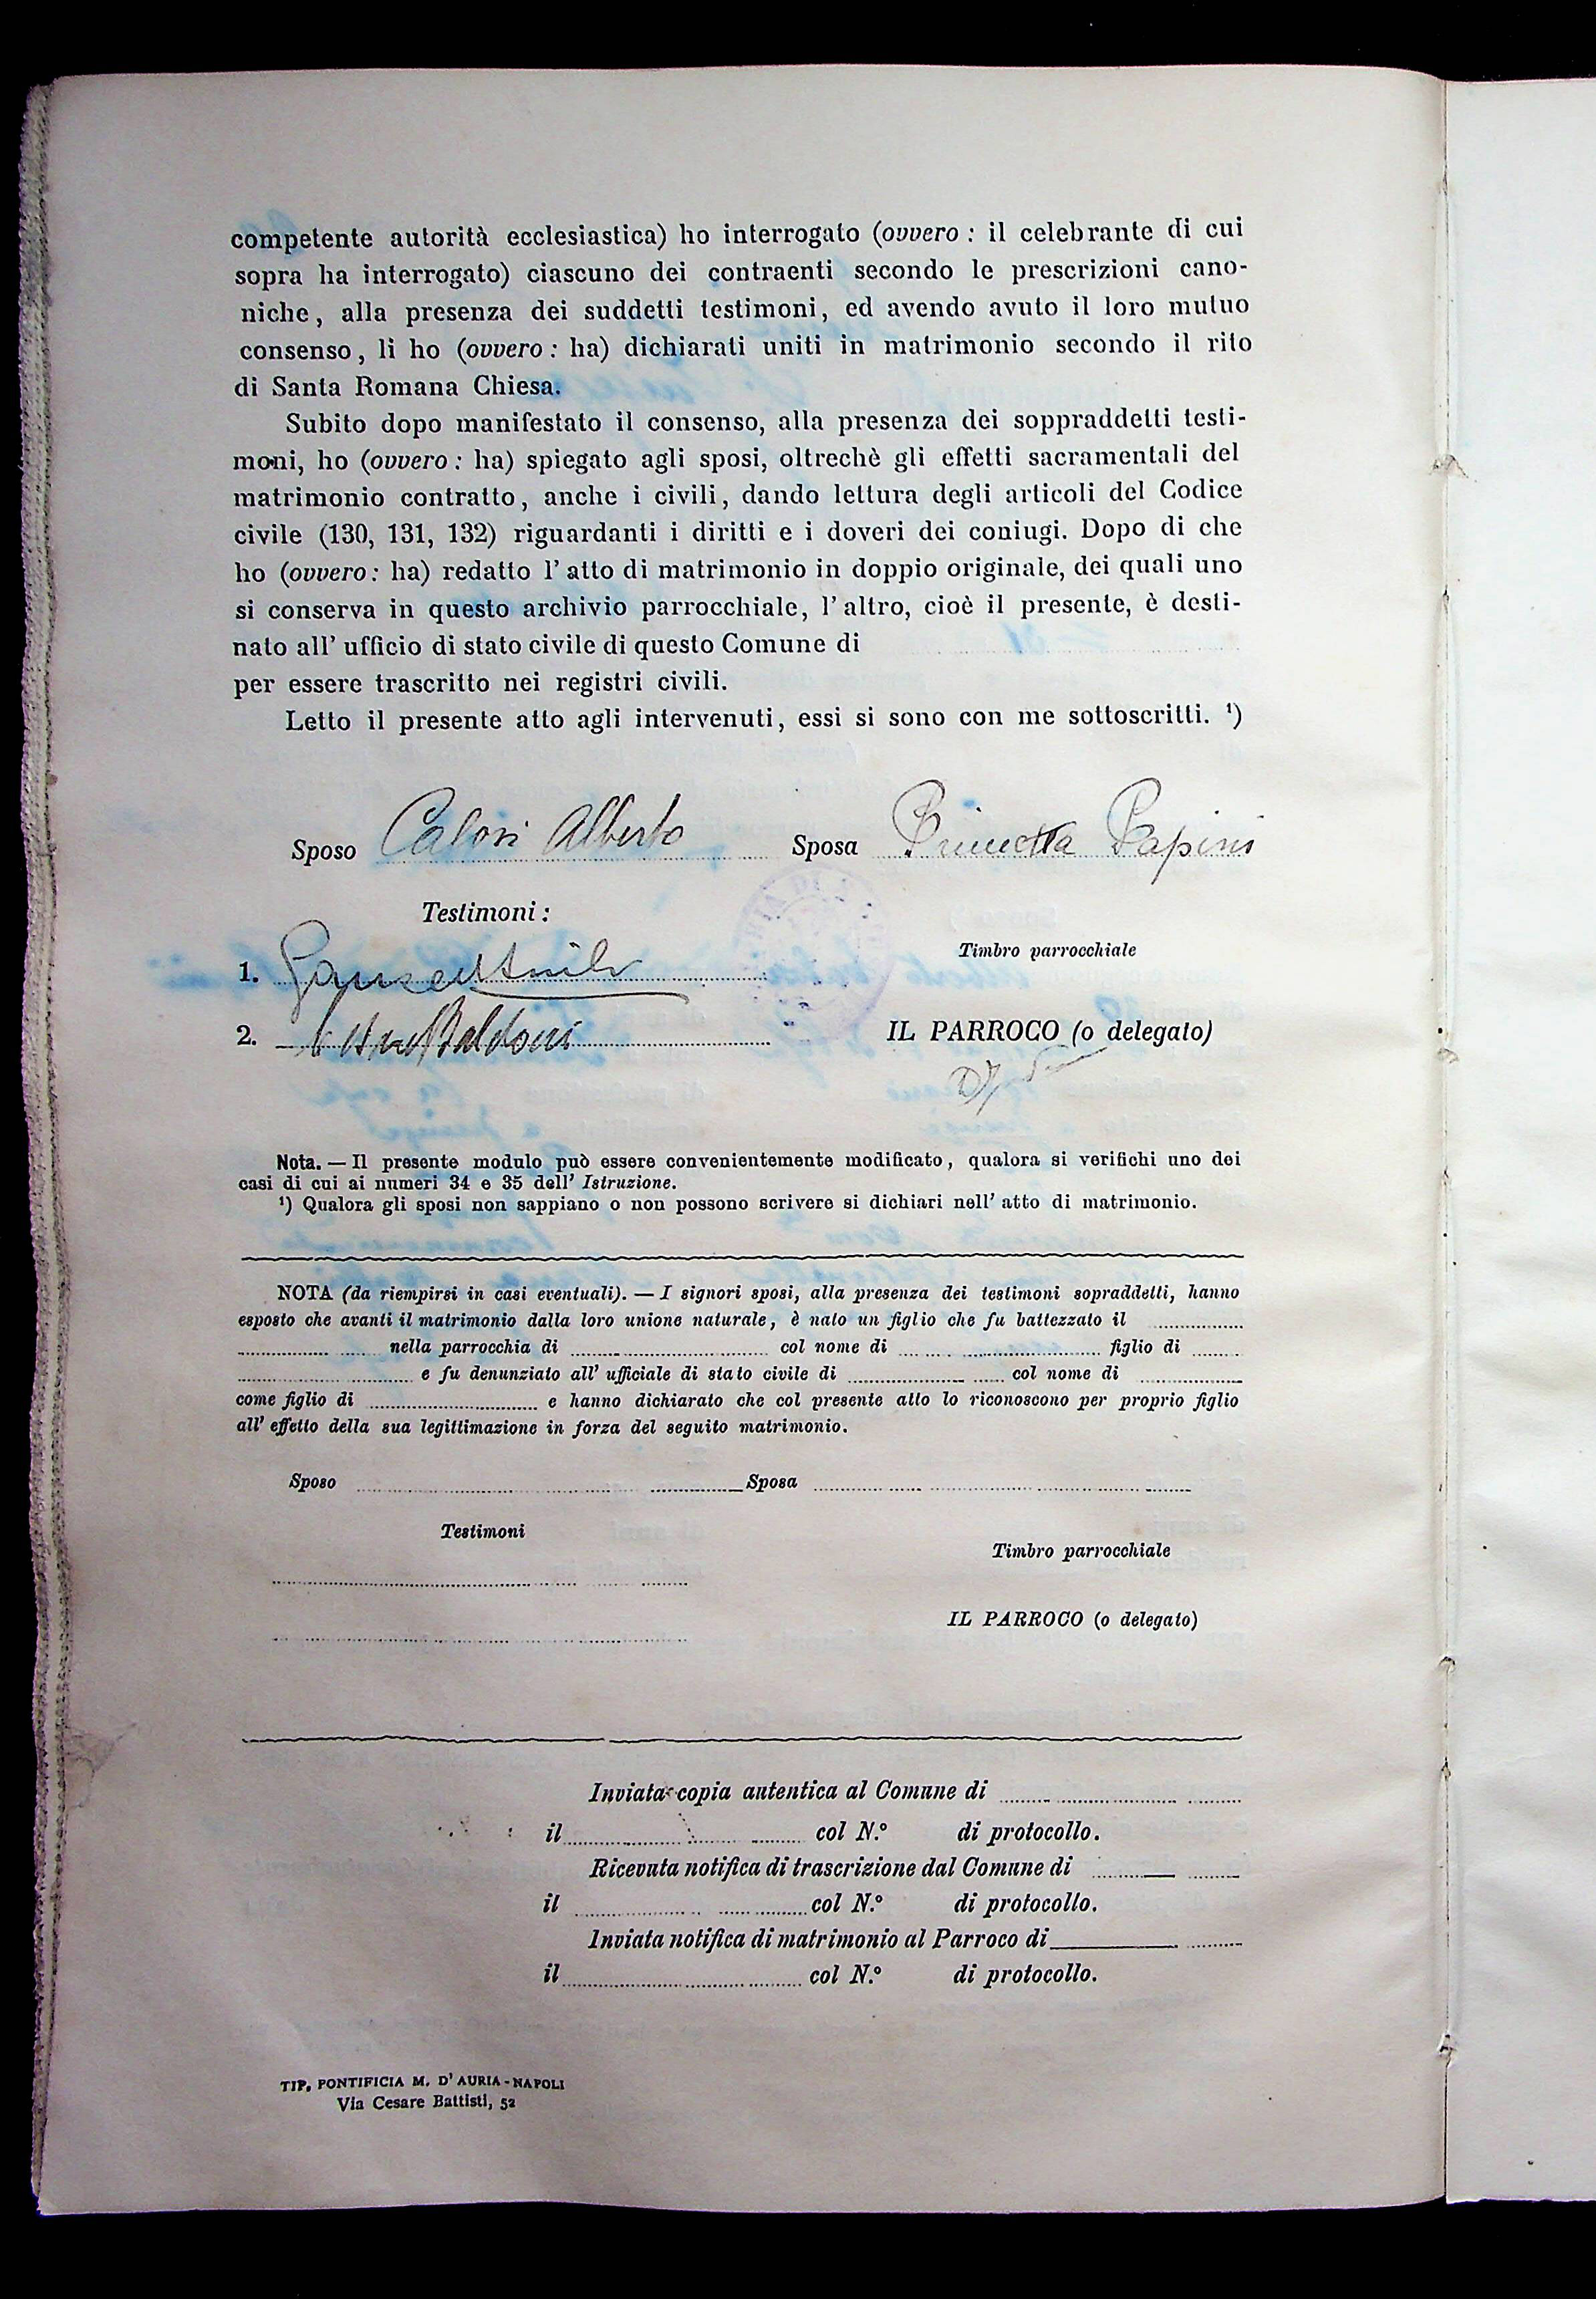 competente autorità ecclesiastica) ho interrogato (ovvero : il celebrante di cui
sopra ha interrogato) ciascuno dei contraenti secondo le prescrizioni cano-
niche, alla presenza dei suddetti testimoni, ed avendo avuto il loro mutuo
consenso, li ho (ovvero : ha) dichiarati uniti in matrimonio secondo il rito
di Santa Romana Chiesa.
Subito dopo manifestato il consenso, alla presenza dei soppraddetti testi-
moni, ho (ovvero : ha) spiegato agli sposi, oltrechè gli effetti sacramentali del
matrimonio contratto, anche i civili, dando lettura degli articoli del Codice
civile (130, 131, 132) riguardanti i diritti e i doveri dei coniugi. Dopo di che
ho (ovvero : ha) redatto l' atto di matrimonio in doppio originale, dei quali uno
si conserva in questo archivio parrocchiale, l' altro, cioè il presente, è desti-
nato all' ufficio di stato civile di questo Comune di
per essere trascritto nei registri civili.
Letto il presente atto agli intervenuti, essi si sono con me sottoscritti. ¹)
Sposo Calori Alberto Sposa Primetta Papini
Testimoni :
Timbro parrocchiale
1.
2. Baldoni
IL PARROCO (o delegato)
Nota. — Il presente modulo può essere convenientemente modificato, qualora si verifichi uno dei
casi di cui ai numeri 34 e 35 dell' Istruzione.
¹) Qualora gli sposi non sappiano o non possono scrivere si dichiari nell' atto di matrimonio.
NOTA (da riempirsi in casi eventuali). — I signori sposi, alla presenza dei testimoni sopraddetti, hanno
esposto che avanti il matrimonio dalla loro unione naturale, è nato un figlio che fu battezzato il
nella parrocchia di col nome di figlio di
e fu denunziato all' ufficiale di stato civile di col nome di
come figlio di e hanno dichiarato che col presente atto lo riconoscono per proprio figlio
all' effetto della sua legittimazione in forza del seguito matrimonio.
Sposo Sposa
Testimoni
Timbro parrocchiale
IL PARROCO (o delegato)
Inviata copia autentica al Comune di
il col N.º di protocollo.
Ricevuta notifica di trascrizione dal Comune di
il col N.º di protocollo.
Inviata notifica di matrimonio al Parroco di
il col N.º di protocollo.
TIP. PONTIFICIA M. D' AURIA - NAPOLI
Via Cesare Battisti, 52